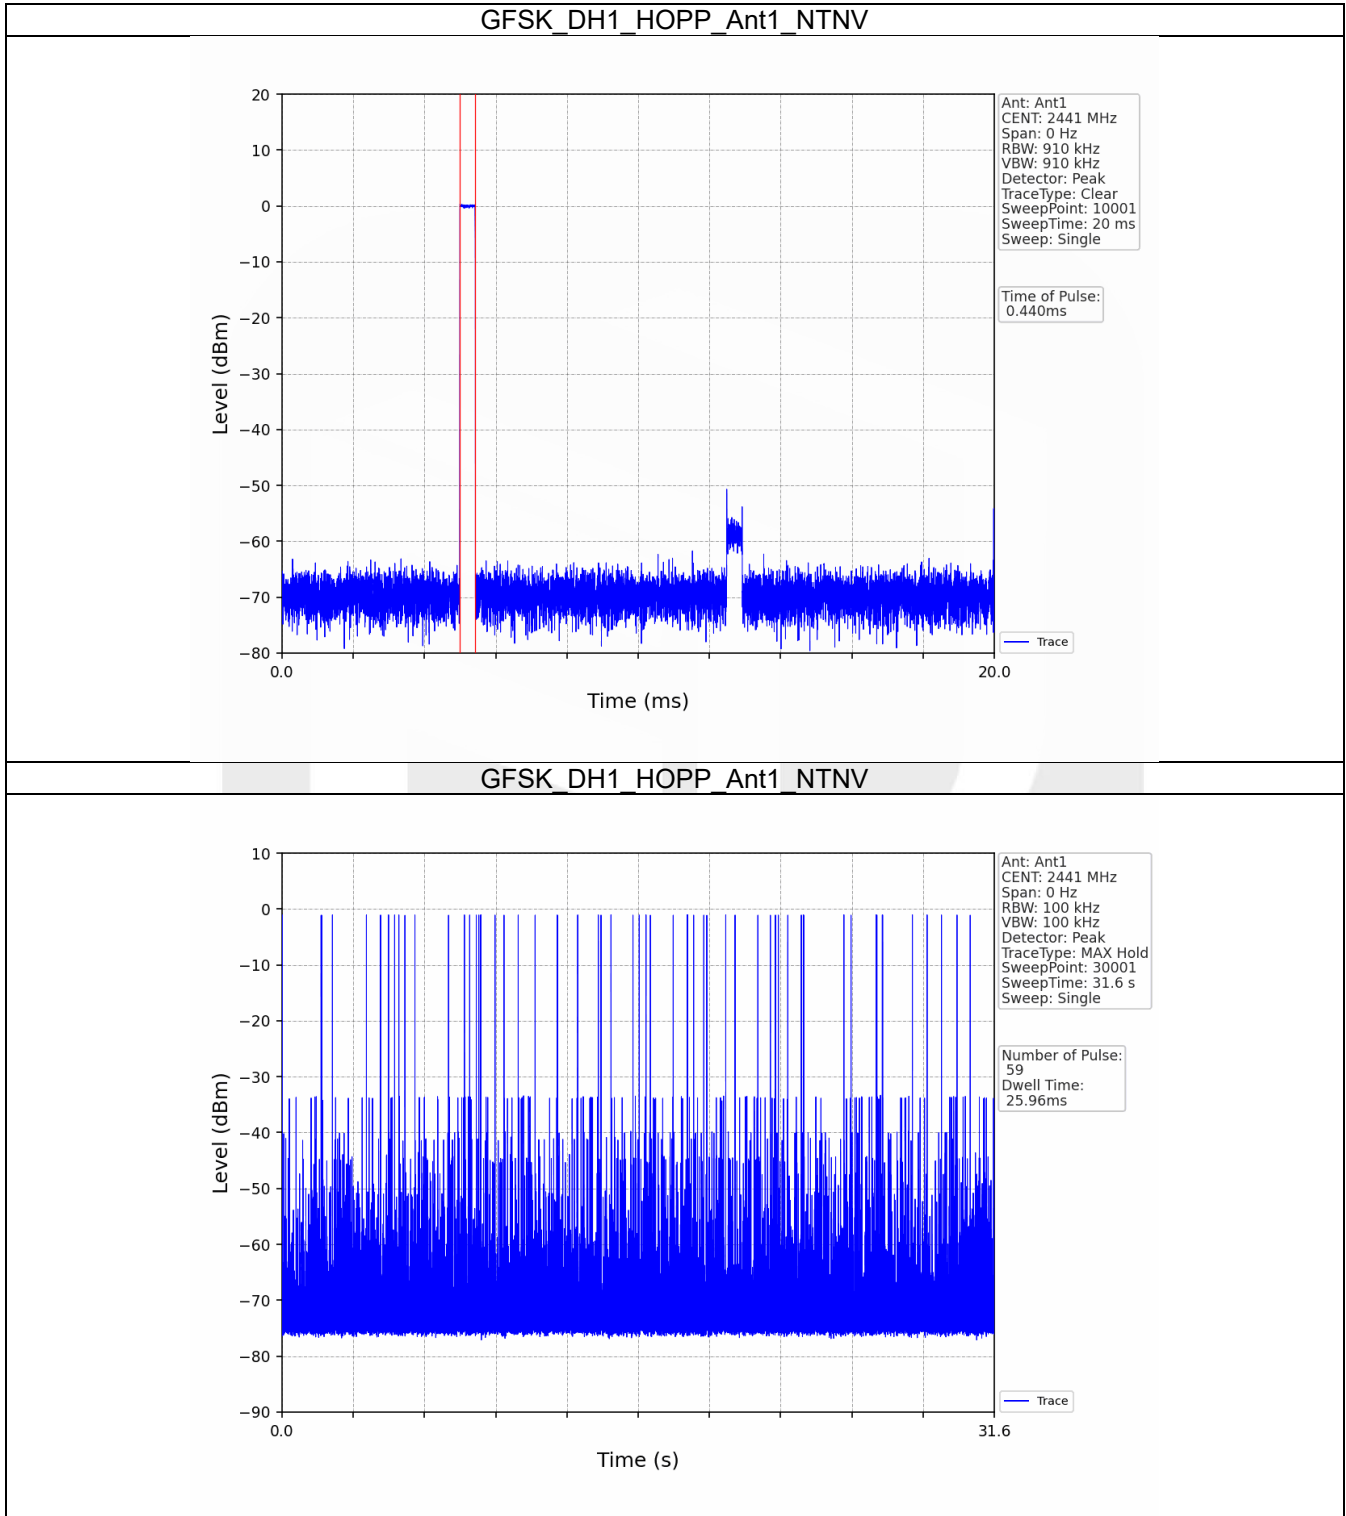 GFSK_DH1_HOPP_Ant1_NTNV
20
10
0
−10
−20
−30
−40
−50
−60
−70
−80
Level (dBm)
0.0
20.0
Time (ms)
Ant: Ant1
CENT: 2441 MHz
Span: 0 Hz
RBW: 910 kHz
VBW: 910 kHz
Detector: Peak
TraceType: Clear
SweepPoint: 10001
SweepTime: 20 ms
Sweep: Single
Time of Pulse:
0.440ms
Trace
GFSK_DH1_HOPP_Ant1_NTNV
10
0
−10
−20
−30
−40
−50
−60
−70
−80
−90
Level (dBm)
0.0
31.6
Time (s)
Ant: Ant1
CENT: 2441 MHz
Span: 0 Hz
RBW: 100 kHz
VBW: 100 kHz
Detector: Peak
TraceType: MAX Hold
SweepPoint: 30001
SweepTime: 31.6 s
Sweep: Single
Number of Pulse:
59
Dwell Time:
25.96ms
Trace